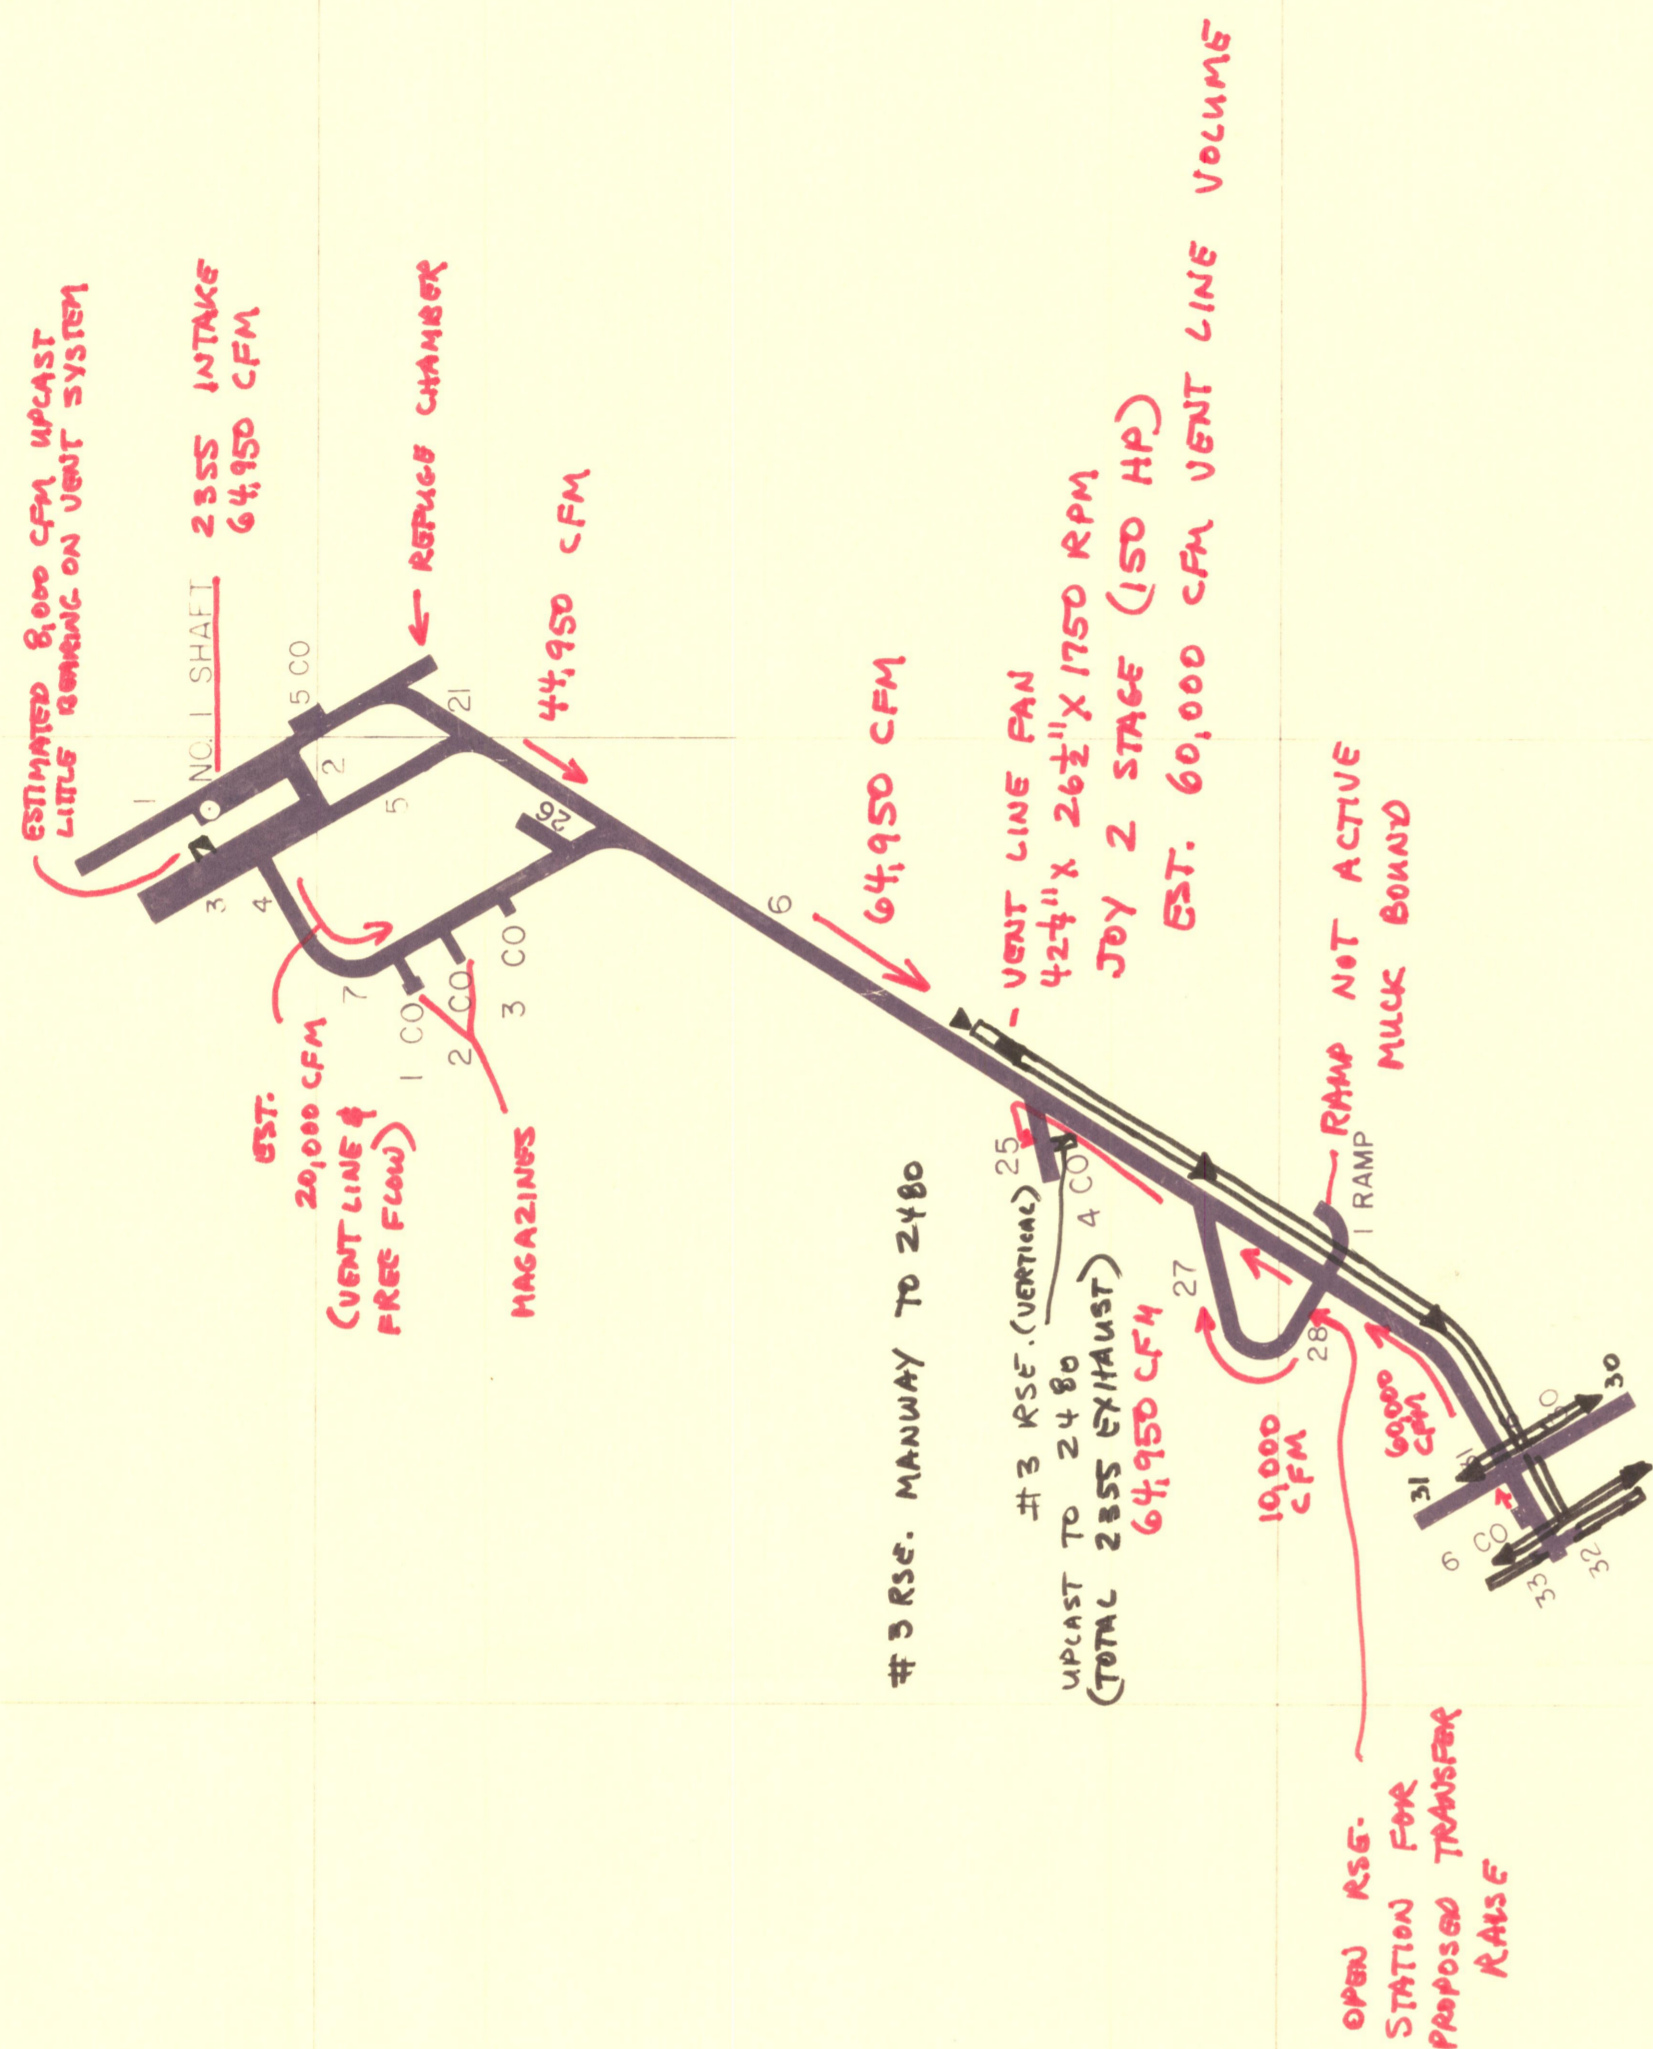 ESTIMATED 8,000 CFM UPCAST
LITTLE BEARING ON VENT SYSTEM
NO. 1 SHAFT
2355 INTAKE
64,950 CFM
← REFUGE CHAMBER
44,950 CFM
1
5 CO
2
21
3
4
5
26
7
1 CO
2 CO
3 CO
EST.
20,000 CFM
(VENT LINE &
FREE FLOW)
MAGAZINES
6
64,950 CFM
- VENT LINE FAN
42¼" X 26½" X 1750 RPM
JOY 2 STAGE (150 HP)
EST. 60,000 CFM VENT LINE VOLUME
#3 RSE. MANWAY TO 2480
25
4 CO
#3 RSE. (VERTICAL)
UPCAST TO 2480
(TOTAL 2355 EXHAUST)
64,950 CFM
27
28
1 RAMP
RAMP NOT ACTIVE
MUCK BOUND
10,000
CFM
60,000
CFM
31
30
6 CO
33
32
OPEN RSE.
STATION FOR
PROPOSED TRANSFER
RAISE